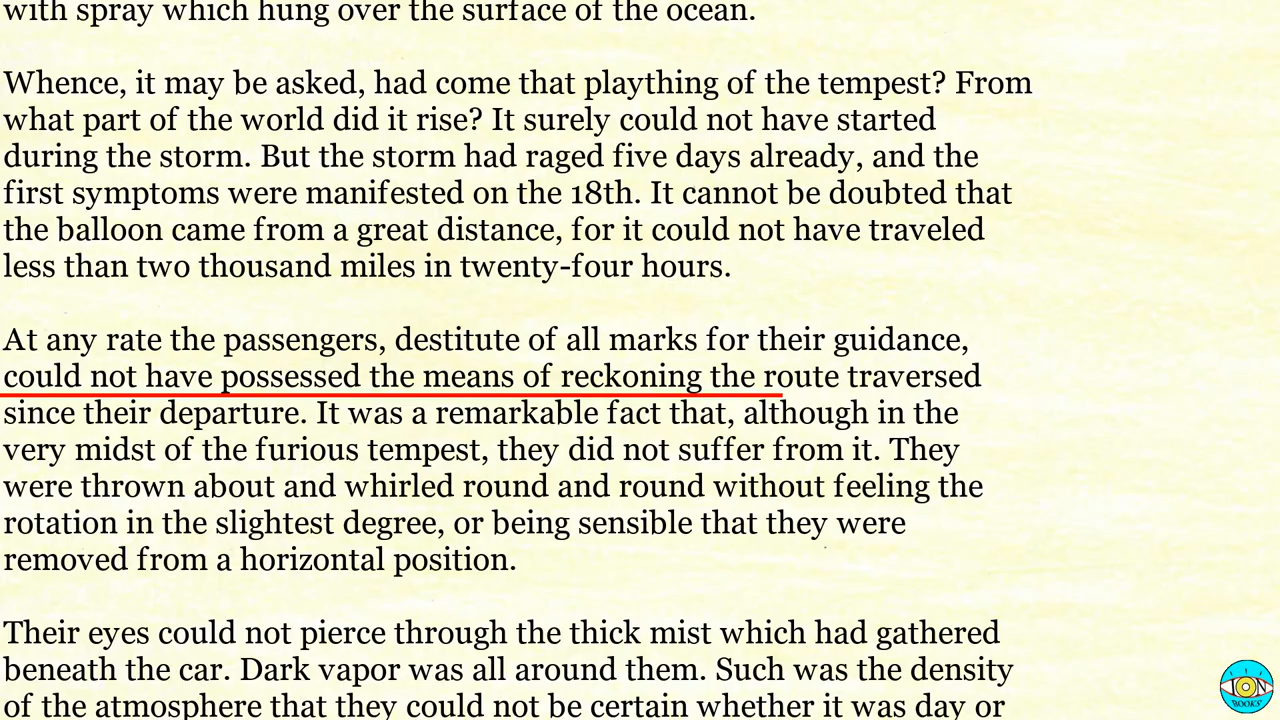 with spray which hung over the surface of the ocean.
Whence, it may be asked, had come that plaything of the tempest? From
what part of the world did it rise? It surely could not have started
during the storm. But the storm had raged five days already, and the
first symptoms were manifested on the 18th. It cannot be doubted that
the balloon came from a great distance, for it could not have traveled
less than two thousand miles in twenty-four hours.
At any rate the passengers, destitute of all marks for their guidance,
could not have possessed the means of reckoning the route traversed
since their departure. It was a remarkable fact that, although in the
very midst of the furious tempest, they did not suffer from it. They
were thrown about and whirled round and round without feeling the
rotation in the slightest degree, or being sensible that they were
removed from a horizontal position.
Their eyes could not pierce through the thick mist which had gathered
beneath the car. Dark vapor was all around them. Such was the density
of the atmosphere that they could not be certain whether it was day or
ION
BOOKS